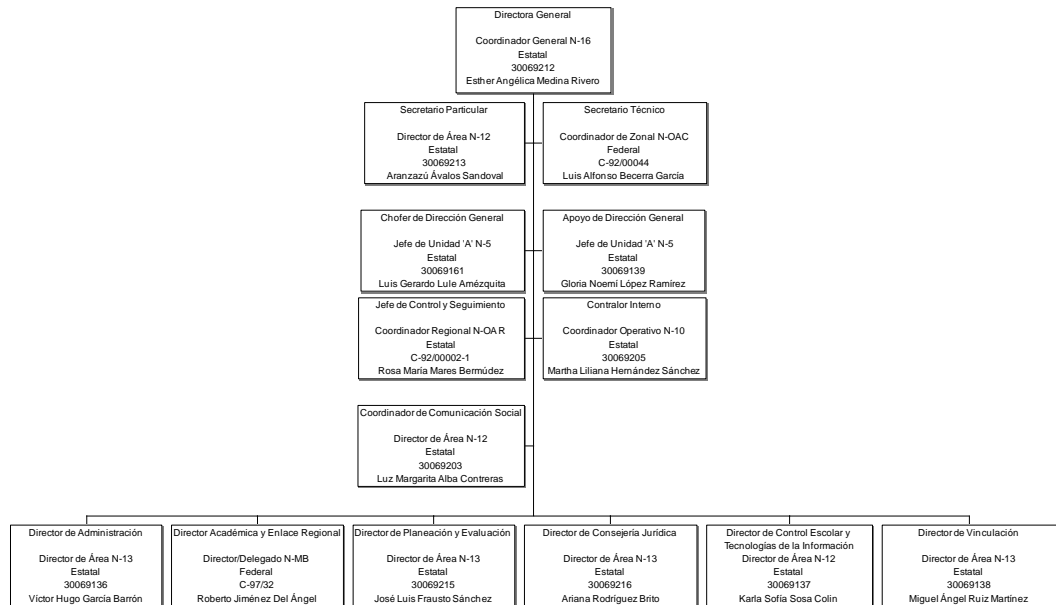 Directora General
Coordinador General N-16
Estatal
30069212
Esther Angélica Medina Rivero
Secretario Particular
Director de Área N-12
Estatal
30069213
Aranzazú Ávalos Sandoval
Secretario Técnico
Coordinador de Zonal N-OAC
Federal
C-92/00044
Luis Alfonso Becerra García
Chofer de Dirección General
Jefe de Unidad 'A' N-5
Estatal
30069161
Luis Gerardo Lule Amézquita
Apoyo de Dirección General
Jefe de Unidad 'A' N-5
Estatal
30069139
Gloria Noemí López Ramírez
Jefe de Control y Seguimiento
Coordinador Regional N-OAR
Estatal
C-92/00002-1
Rosa María Mares Bermúdez
Contralor Interno
Coordinador Operativo N-10
Estatal
30069205
Martha Liliana Hernández Sánchez
Coordinador de Comunicación Social
Director de Área N-12
Estatal
30069203
Luz Margarita Alba Contreras
Director de Administración
Director de Área N-13
Estatal
30069136
Víctor Hugo García Barrón
Director Académica y Enlace Regional
Director/Delegado N-MB
Federal
C-97/32
Roberto Jiménez Del Ángel
Director de Planeación y Evaluación
Director de Área N-13
Estatal
30069215
José Luis Frausto Sánchez
Director de Consejería Jurídica
Director de Área N-13
Estatal
30069216
Ariana Rodríguez Brito
Director de Control Escolar y
Tecnologías de la Información
Director de Área N-12
Estatal
30069137
Karla Sofía Sosa Colin
Director de Vinculación
Director de Área N-13
Estatal
30069138
Miguel Ángel Ruiz Martínez